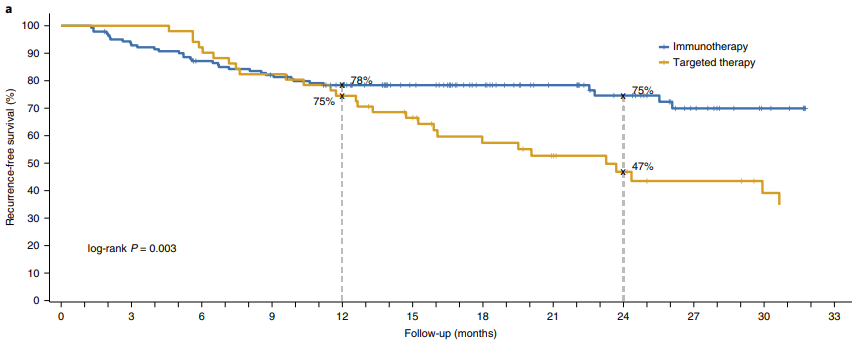 a
100
90
80
70
60
50
40
30
20
10
0
Recurrence-free survival (%)
Immunotherapy
Targeted therapy
78%
75%
75%
47%
log-rank P = 0.003
0 3 6 9 12 15 18 21 24 27 30 33
Follow-up (months)